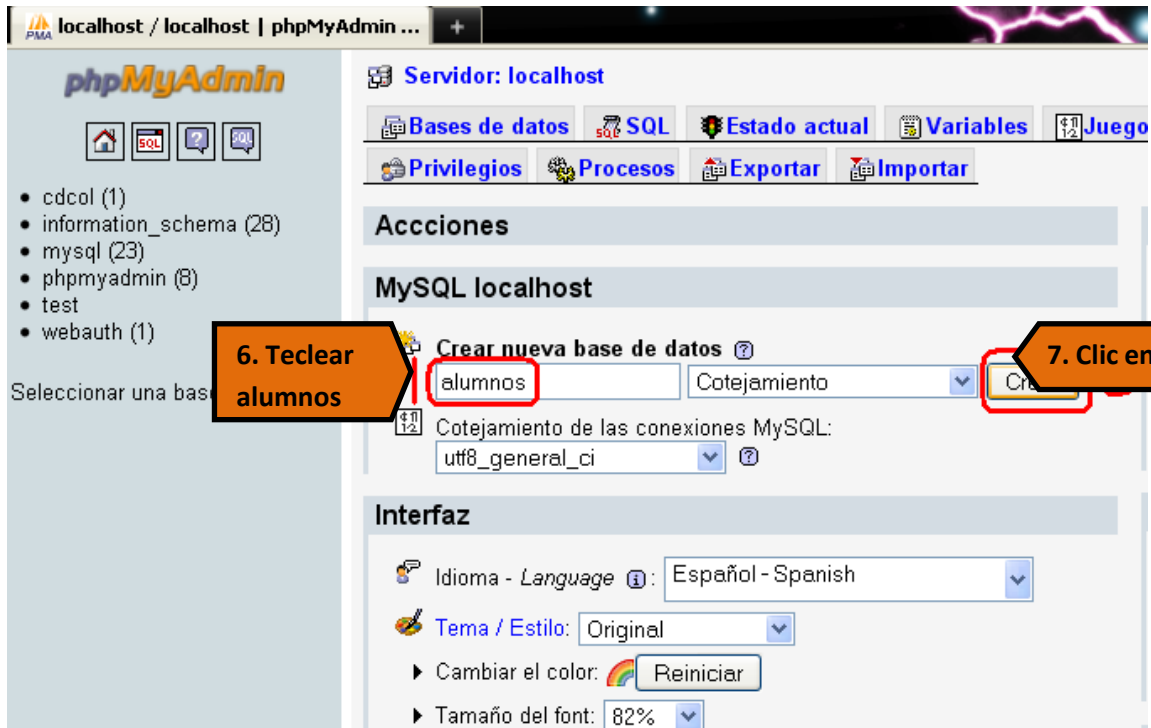 localhost / localhost | phpMyAdmin ...
phpMyAdmin
cdcol (1)
information_schema (28)
mysql (23)
phpmyadmin (8)
test
webauth (1)
Seleccionar una bas
6. Teclear
alumnos
Servidor: localhost
Bases de datos SQL Estado actual Variables Juego
Privilegios Procesos Exportar Importar
Accciones
MySQL localhost
Crear nueva base de datos
alumnos Cotejamiento
7. Clic en
Cotejamiento de las conexiones MySQL:
utf8_general_ci
Interfaz
Idioma - Language : Español - Spanish
Tema / Estilo: Original
Cambiar el color: Reiniciar
Tamaño del font: 82%